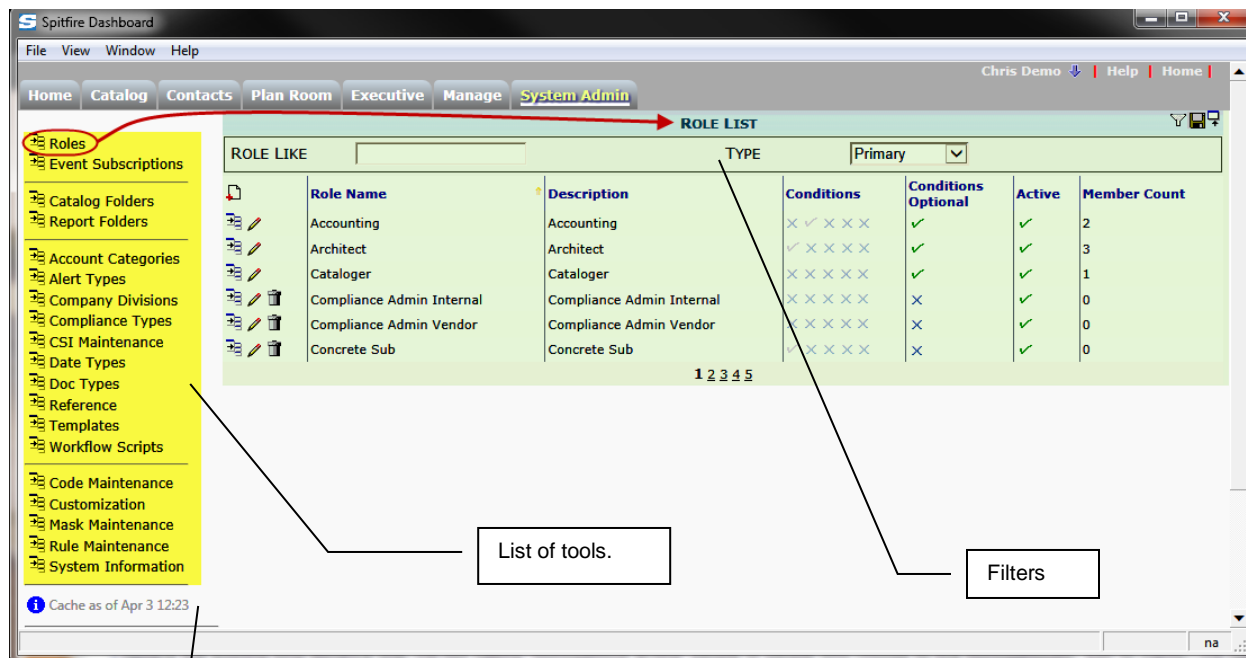 Spitfire Dashboard
File View Window Help
Chris Demo | Help | Home |
Home Catalog Contacts Plan Room Executive Manage System Admin
Roles
Event Subscriptions
Catalog Folders
Report Folders
Account Categories
Alert Types
Company Divisions
Compliance Types
CSI Maintenance
Date Types
Doc Types
Reference
Templates
Workflow Scripts
Code Maintenance
Customization
Mask Maintenance
Rule Maintenance
System Information
Cache as of Apr 3 12:23
ROLE LIST
ROLE LIKE TYPE Primary
Role Name Description Conditions Conditions Optional Active Member Count
Accounting Accounting 2
Architect Architect 3
Cataloger Cataloger 1
Compliance Admin Internal Compliance Admin Internal 0
Compliance Admin Vendor Compliance Admin Vendor 0
Concrete Sub Concrete Sub 0
1 2 3 4 5
List of tools.
Filters
na